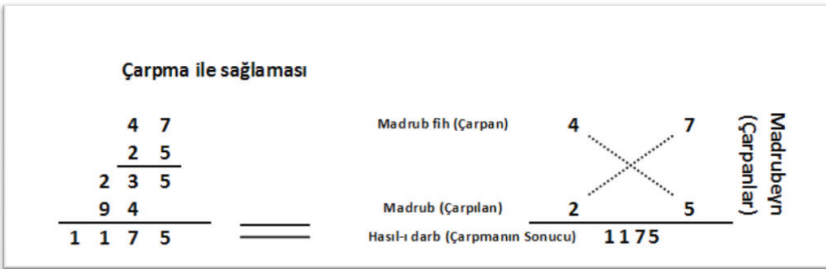 Çarpma ile sağlaması
4 7
2 5
2 3 5
9 4
1 1 7 5
Madrub fih (Çarpan) 4 7
Madrub (Çarpılan) 2 5
Hasıl-ı darb (Çarpmanın Sonucu) 1175
Madrubeyn
(Çarpanlar)